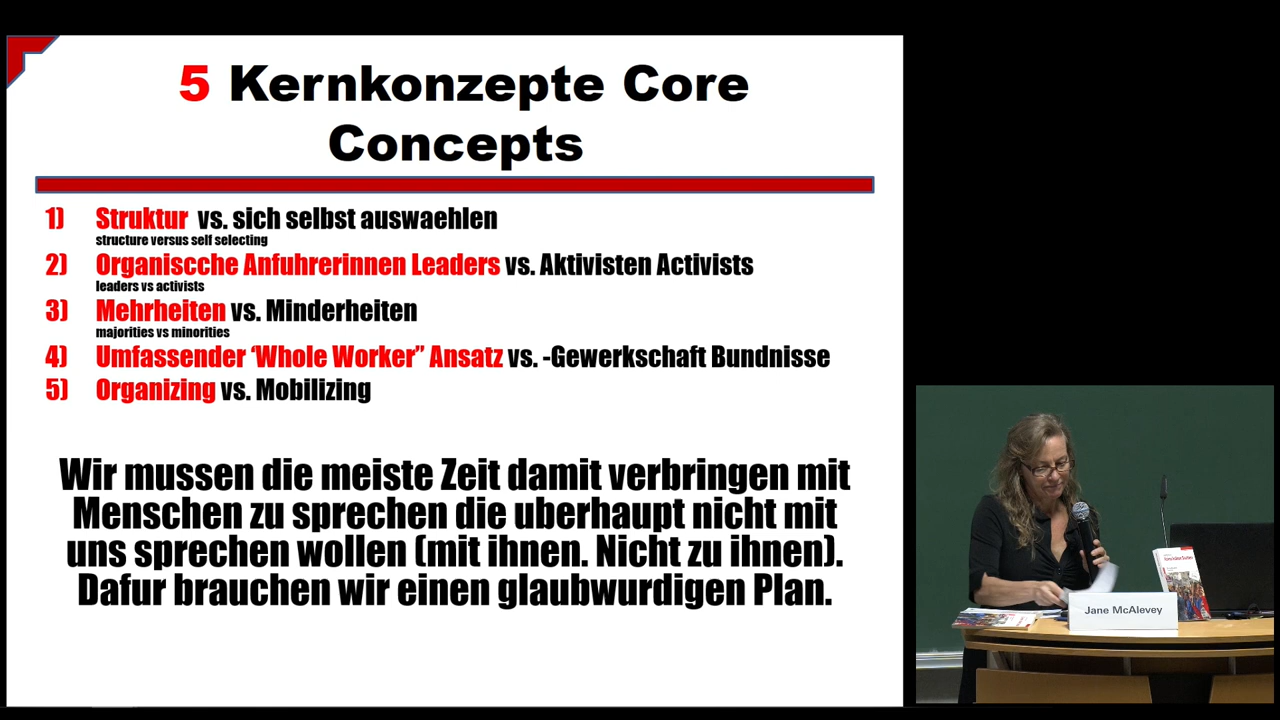 5 Kernkonzepte Core
Concepts
1) Struktur vs. sich selbst auswaehlen
structure versus self selecting
2) Organiscche Anfuhrerinnen Leaders vs. Aktivisten Activists
leaders vs activists
3) Mehrheiten vs. Minderheiten
majorities vs minorities
4) Umfassender ‘Whole Worker” Ansatz vs. -Gewerkschaft Bundnisse
5) Organizing vs. Mobilizing
Wir mussen die meiste Zeit damit verbringen mit
Menschen zu sprechen die uberhaupt nicht mit
uns sprechen wollen (mit ihnen. Nicht zu ihnen).
Dafur brauchen wir einen glaubwurdigen Plan.
Jane McAlevey